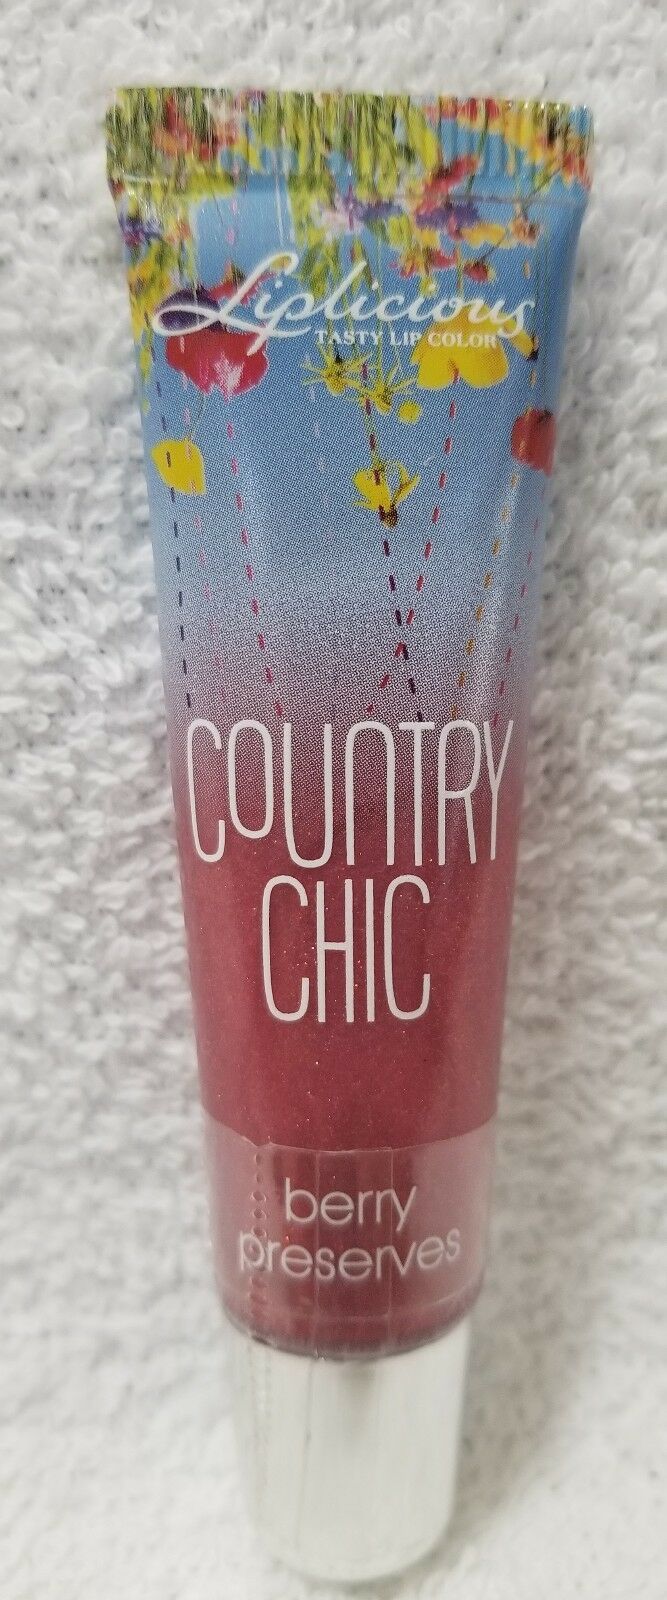 Liplicious
TASTY LIP COLOR
COUNTRY
CHIC
berry
preserves